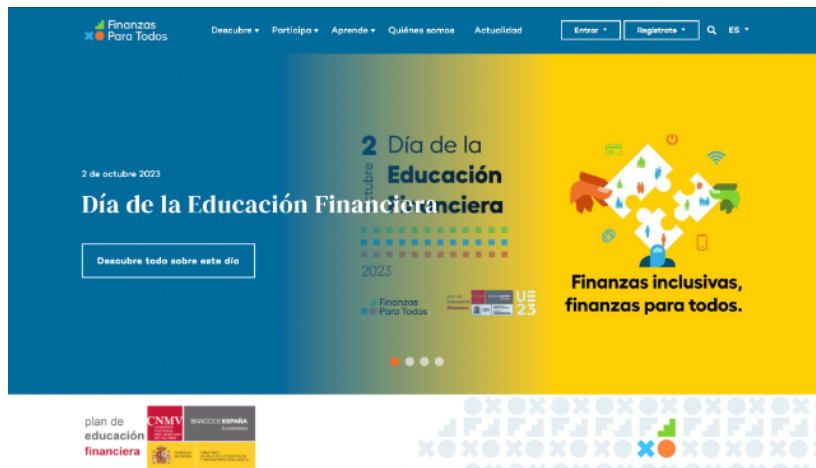 Finanzas
Para Todos
Descubre
Participa
Aprende
Quiénes somos
Actualidad
Entrar
Regístrate
ES
2 de octubre 2023
Día de la Educación Financiera
Descubre todo sobre este día
2 Día de la
Educación
Financiera
octubre
2023
Finanzas
Para Todos
UE
23
Finanzas inclusivas,
finanzas para todos.
plan de
educación
financiera
CNMV
BANCO DE ESPAÑA
Eurosistema